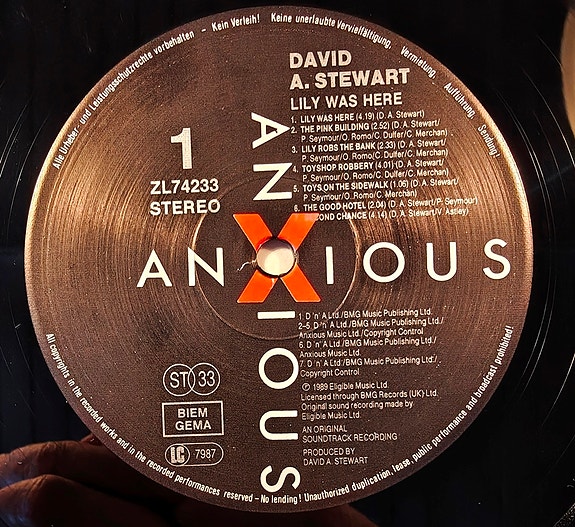 Alle Urheber- und Leistungsschutzrechte vorbehalten – Kein Verleih! Keine unerlaubte Vervielfältigung, Vermietung, Aufführung, Sendung!
DAVID
A. STEWART
LILY WAS HERE
1. LILY WAS HERE (4.19) (D. A. Stewart)
2. THE PINK BUILDING (2.52) (D. A. Stewart/
P. Seymour/O. Romo/C. Dulfer/C. Merchan)
3. LILY ROBS THE BANK (2.33) (D. A. Stewart/
P. Seymour/O. Romo/C. Dulfer/C. Merchan)
4. TOYSHOP ROBBERY (4.01) (D. A. Stewart/
P. Seymour/O. Romo/C. Dulfer/C. Merchan)
5. TOYS ON THE SIDEWALK (1.06) (D. A. Stewart/
P. Seymour/O. Romo/C. Dulfer/C. Merchan)
6. THE GOOD HOTEL (2.04) (D. A. Stewart/P. Seymour)
SECOND CHANCE (4.14) (D. A. Stewart/V. Astley)
1
ZL74233
STEREO
ANXIOUS
ANXIOUS
1. D 'n' A Ltd./BMG Music Publishing Ltd.
2–5. D 'n' A Ltd./BMG Music Publishing Ltd./
Anxious Music Ltd./Copyright Control
6. D 'n' A Ltd./BMG Music Publishing Ltd./
Anxious Music Ltd.
7. D 'n' A Ltd./BMG Music Publishing Ltd./
Copyright Control
℗ 1989 Eligible Music Ltd.
Licensed through BMG Records (UK) Ltd.
Original sound recording made by
Eligible Music Ltd.
AN ORIGINAL
SOUNDTRACK RECORDING
PRODUCED BY
DAVID A. STEWART
ST 33
BIEM
GEMA
LC 7987
All copyrights in the recorded works and in the recorded performances reserved – No lending! Unauthorized duplication, lease, public performance and broadcast prohibited!